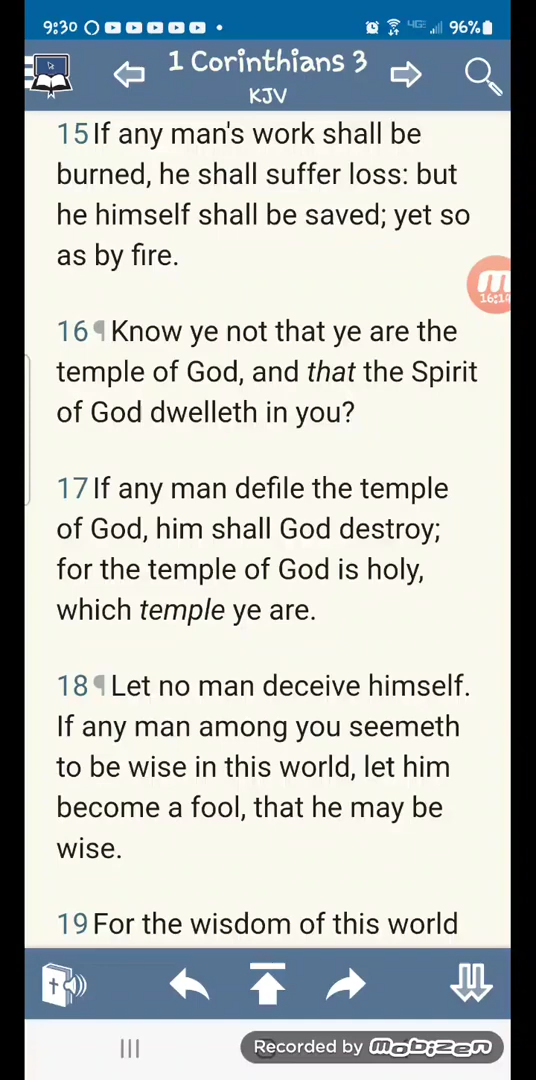 9:30 4GE 96%
1 Corinthians 3
KJV
15 If any man's work shall be
burned, he shall suffer loss: but
he himself shall be saved; yet so
as by fire.
16 ¶ Know ye not that ye are the
temple of God, and that the Spirit
of God dwelleth in you?
17 If any man defile the temple
of God, him shall God destroy;
for the temple of God is holy,
which temple ye are.
18 ¶ Let no man deceive himself.
If any man among you seemeth
to be wise in this world, let him
become a fool, that he may be
wise.
19 For the wisdom of this world
Recorded by mobizen